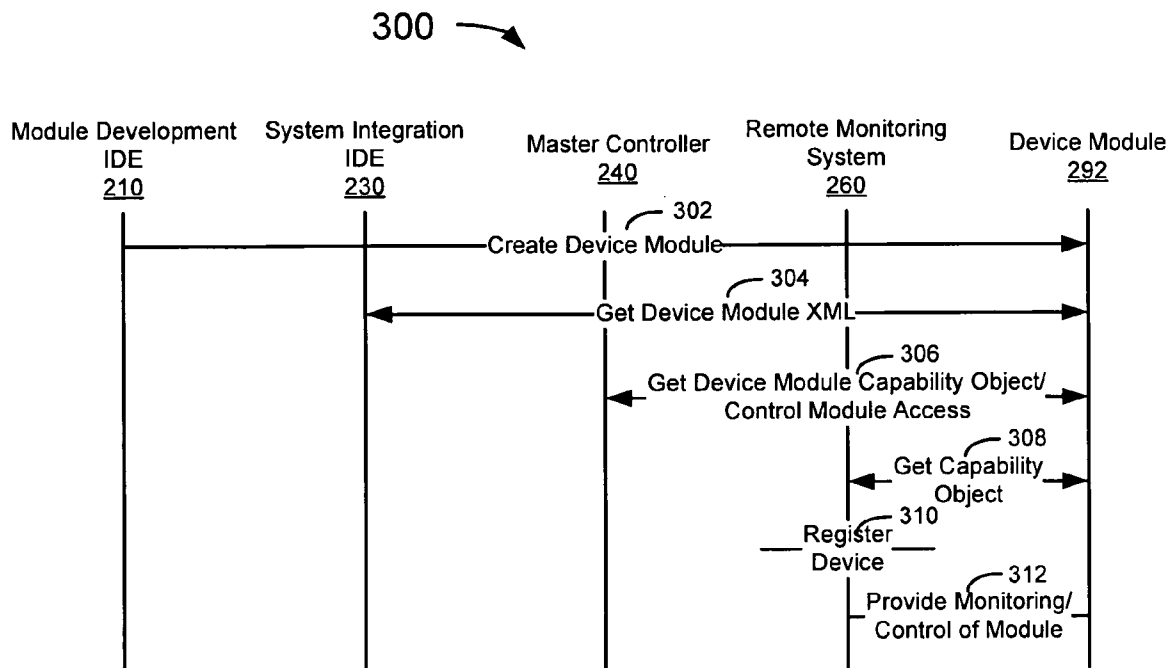 300
Module Development
IDE
210
System Integration
IDE
230
Master Controller
240
Remote Monitoring
System
260
Device Module
292
302
Create Device Module
304
Get Device Module XML
306
Get Device Module Capability Object/
Control Module Access
308
Get Capability
Object
310
Register
Device
312
Provide Monitoring/
Control of Module